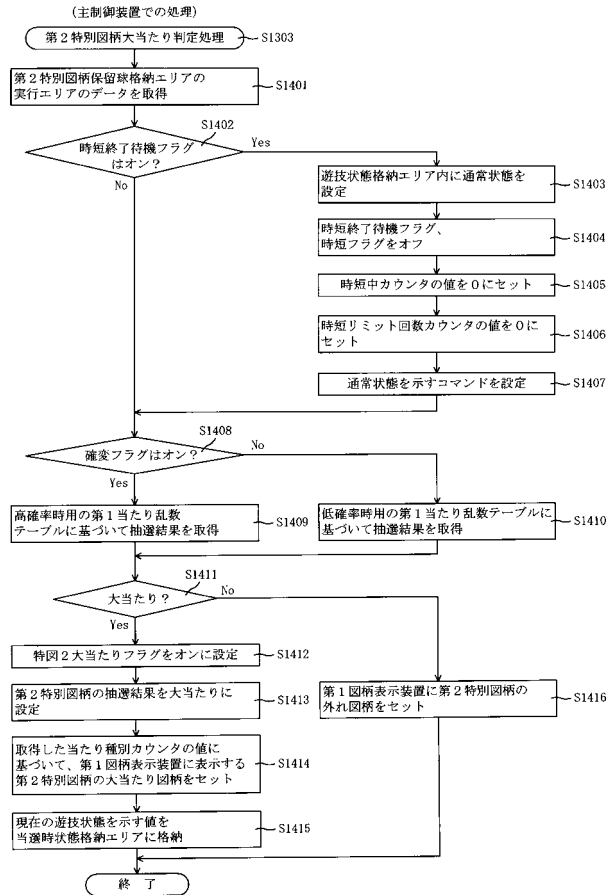 (主制御装置での処理)
第2特別図柄大当たり判定処理
S1303
第2特別図柄保留球格納エリアの
実行エリアのデータを取得
S1401
S1402
時短終了待機フラグ
はオン?
Yes
No
遊技状態格納エリア内に通常状態を
設定
S1403
時短終了待機フラグ、
時短フラグをオフ
S1404
時短中カウンタの値を0にセット
S1405
時短リミット回数カウンタの値を0に
セット
S1406
通常状態を示すコマンドを設定
S1407
S1408
確変フラグはオン?
No
Yes
高確率時用の第1当たり乱数
テーブルに基づいて抽選結果を取得
S1409
低確率時用の第1当たり乱数テーブルに
基づいて抽選結果を取得
S1410
S1411
大当たり?
No
Yes
特図2大当たりフラグをオンに設定
S1412
第2特別図柄の抽選結果を大当たりに
設定
S1413
第1図柄表示装置に第2特別図柄の
外れ図柄をセット
S1416
取得した当たり種別カウンタの値に
基づいて、第1図柄表示装置に表示する
第2特別図柄の大当たり図柄をセット
S1414
現在の遊技状態を示す値を
当選時状態格納エリアに格納
S1415
終 了